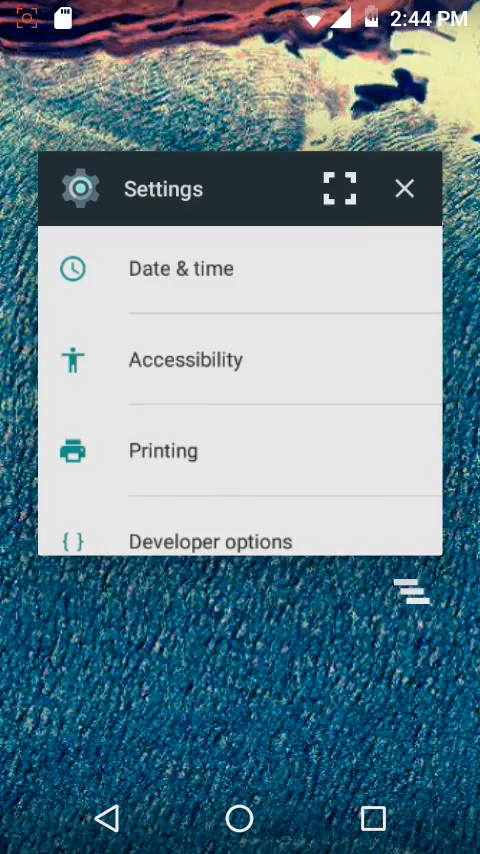 2:44 PM
Settings
Date & time
Accessibility
Printing
{ } Developer options